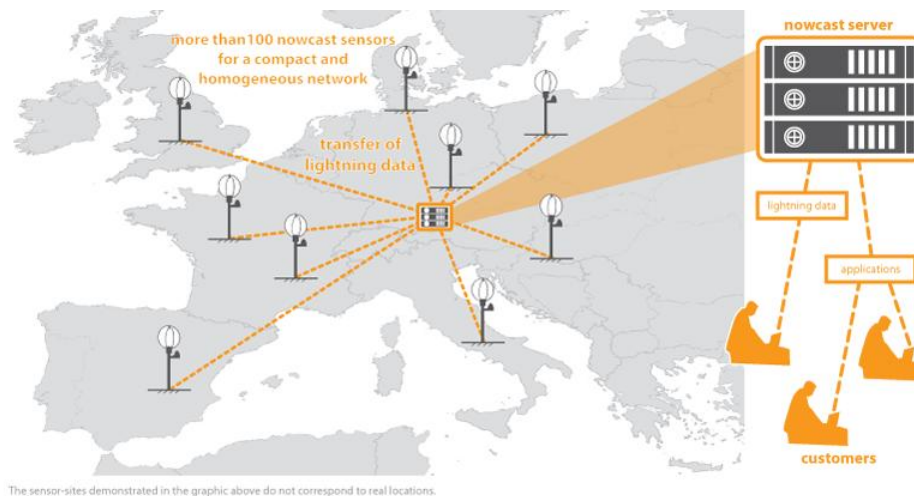 more than100 nowcast sensors
for a compact and
homogeneous network
transfer of
lightning data
nowcast server
lightning data
applications
customers
The sensor-sites demonstrated in the graphic above do not correspond to real locations.